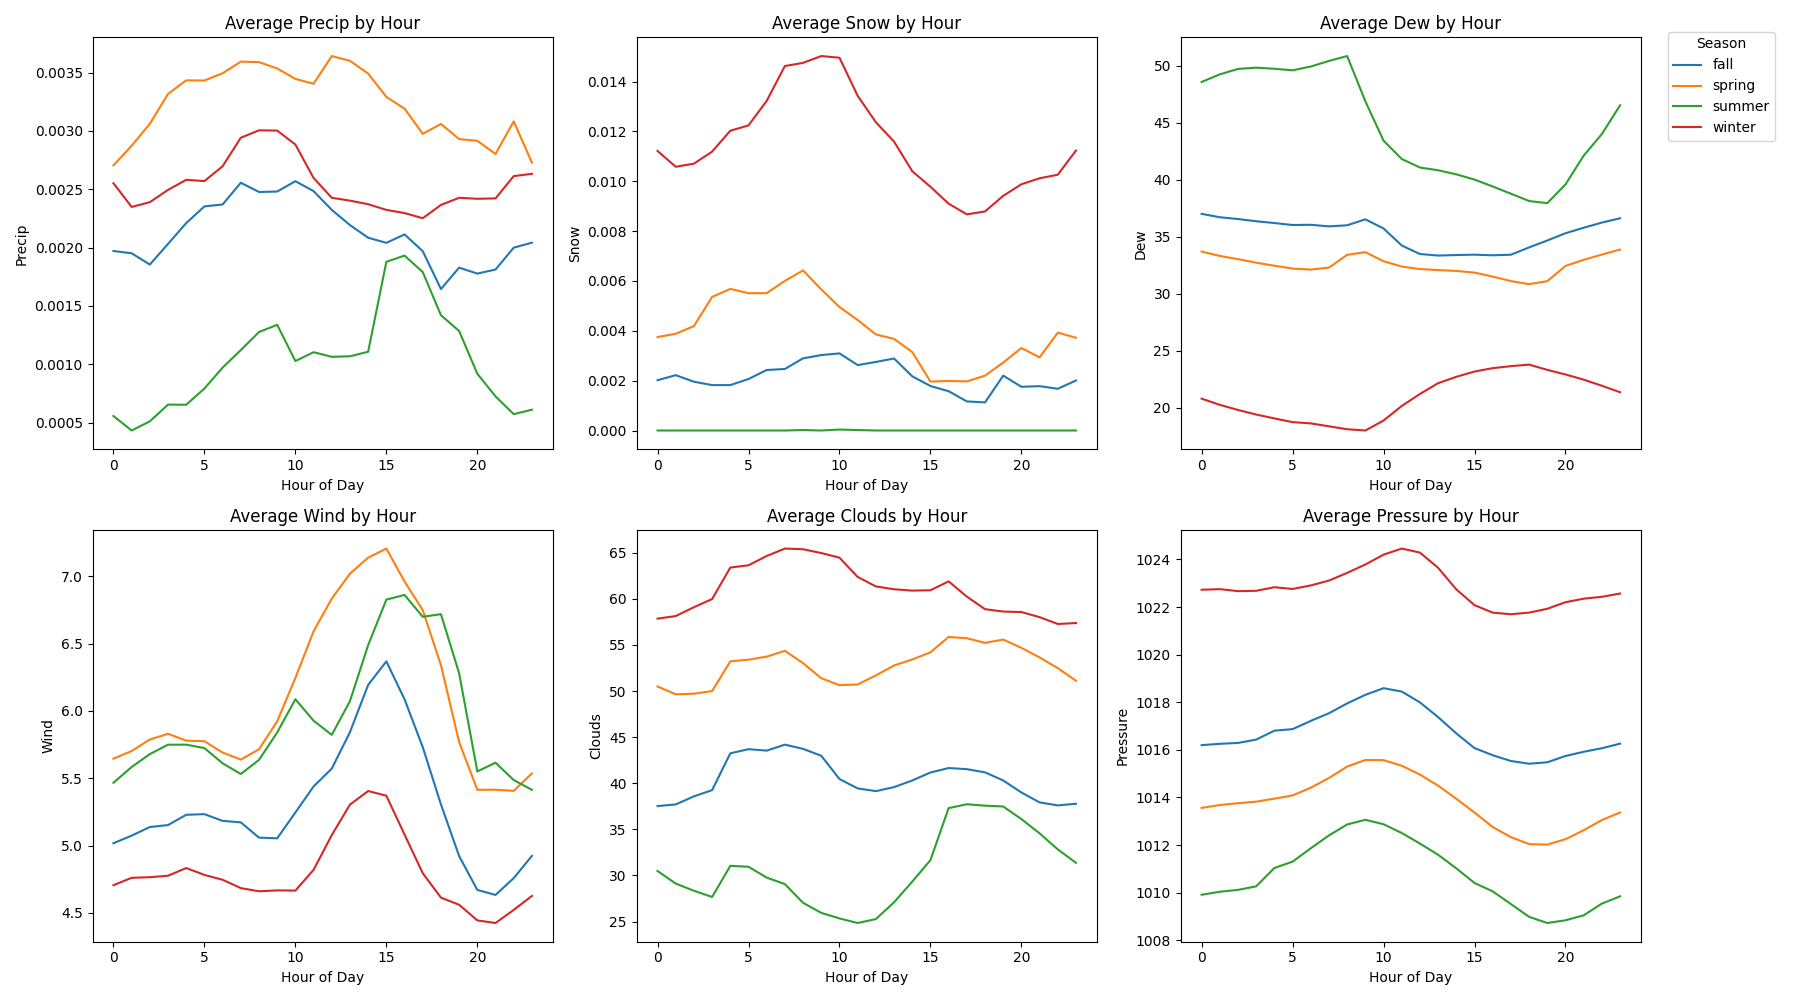 Average Precip by Hour
Precip
0.0035
0.0030
0.0025
0.0020
0.0015
0.0010
0.0005
0 5 10 15 20
Hour of Day
Average Snow by Hour
Snow
0.014
0.012
0.010
0.008
0.006
0.004
0.002
0.000
0 5 10 15 20
Hour of Day
Average Dew by Hour
Dew
50
45
40
35
30
25
20
0 5 10 15 20
Hour of Day
Season
fall
spring
summer
winter
Average Wind by Hour
Wind
7.0
6.5
6.0
5.5
5.0
4.5
0 5 10 15 20
Hour of Day
Average Clouds by Hour
Clouds
65
60
55
50
45
40
35
30
25
0 5 10 15 20
Hour of Day
Average Pressure by Hour
Pressure
1024
1022
1020
1018
1016
1014
1012
1010
1008
0 5 10 15 20
Hour of Day